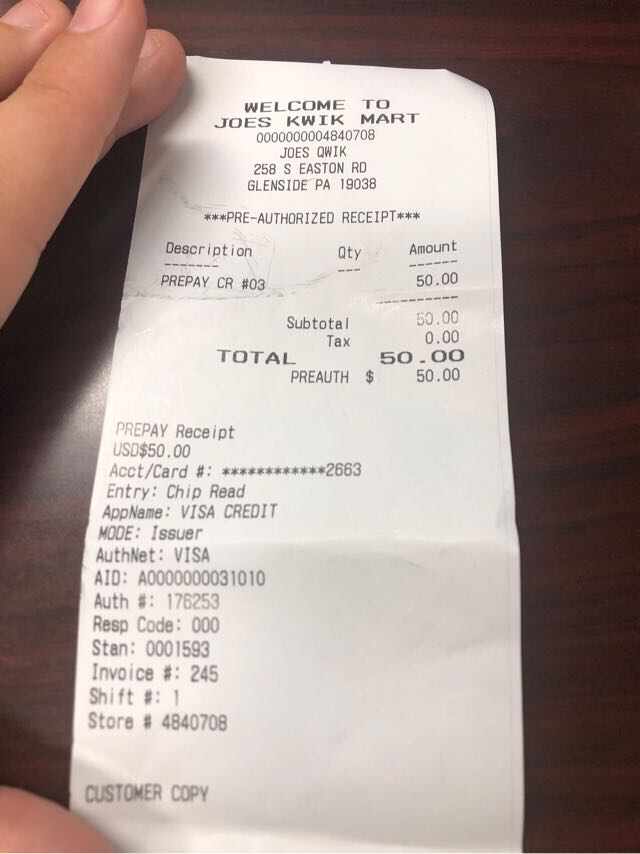 WELCOME TO
JOES KWIK MART
0000000004840708
JOES QWIK
258 S EASTON RD
GLENSIDE PA 19038
***PRE-AUTHORIZED RECEIPT***
Description Qty Amount
------- --- ------
PREPAY CR #03 50.00
----------
Subtotal 50.00
Tax 0.00
TOTAL 50.00
PREAUTH $ 50.00
PREPAY Receipt
USD$50.00
Acct/Card #: ************2663
Entry: Chip Read
AppName: VISA CREDIT
MODE: Issuer
AuthNet: VISA
AID: A0000000031010
Auth #: 176253
Resp Code: 000
Stan: 0001593
Invoice #: 245
Shift #: 1
Store # 4840708
CUSTOMER COPY